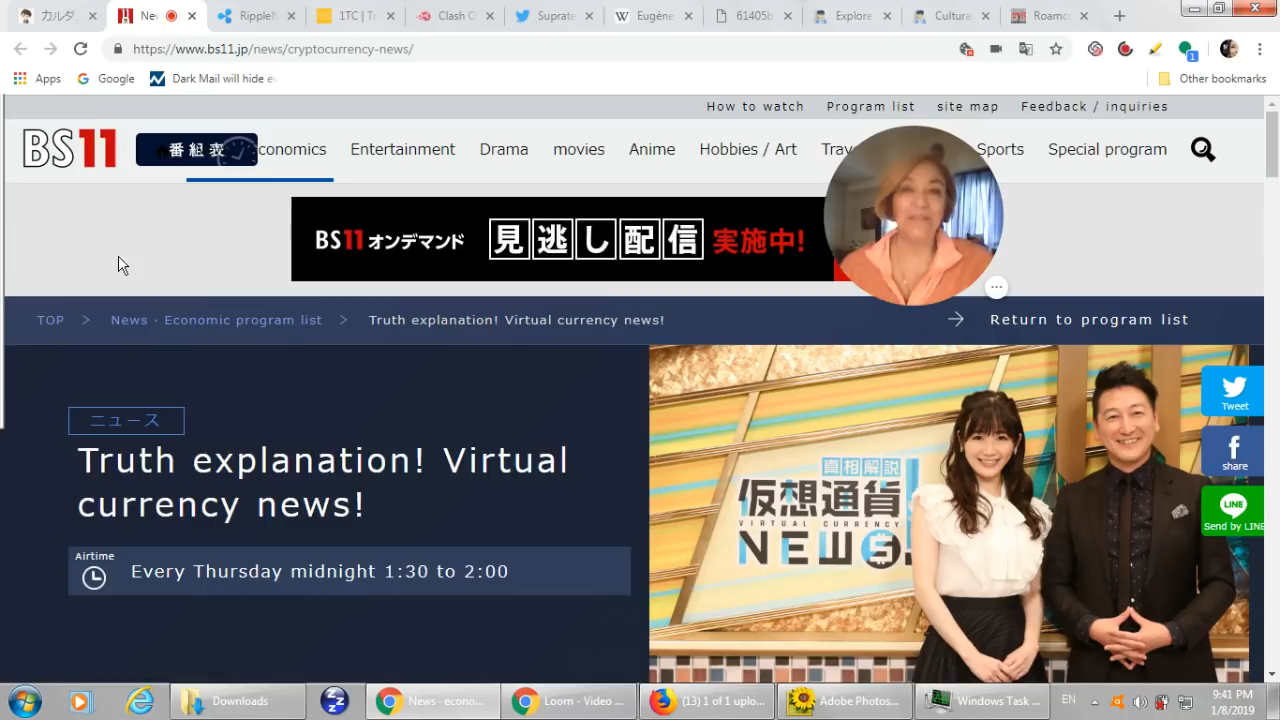 カルダ
New
Ripple
1TC | T
Clash O
Suprate
Eugène
61405b
Explore
Cultura
Roamc
https://www.bs11.jp/news/cryptocurrency-news/
Apps
Google
Dark Mail will hide
Other bookmarks
How to watch
Program list
site map
Feedback / inquiries
BS11
番組表
conomics
Entertainment
Drama
movies
Anime
Hobbies / Art
Trav
Sports
Special program
BS11オンデマンド 見逃し配信 実施中!
TOP > News · Economic program list > Truth explanation! Virtual currency news!
Return to program list
ニュース
Truth explanation! Virtual
currency news!
Airtime
Every Thursday midnight 1:30 to 2:00
真相解説
仮想通貨
VIRTUAL CURRENCY
NEWS!
Tweet
share
LINE
Send by LINE
Downloads
News - econo...
Loom - Video ...
(13) 1 of 1 uplo...
Adobe Photos...
Windows Task ...
EN
9:41 PM
1/8/2019